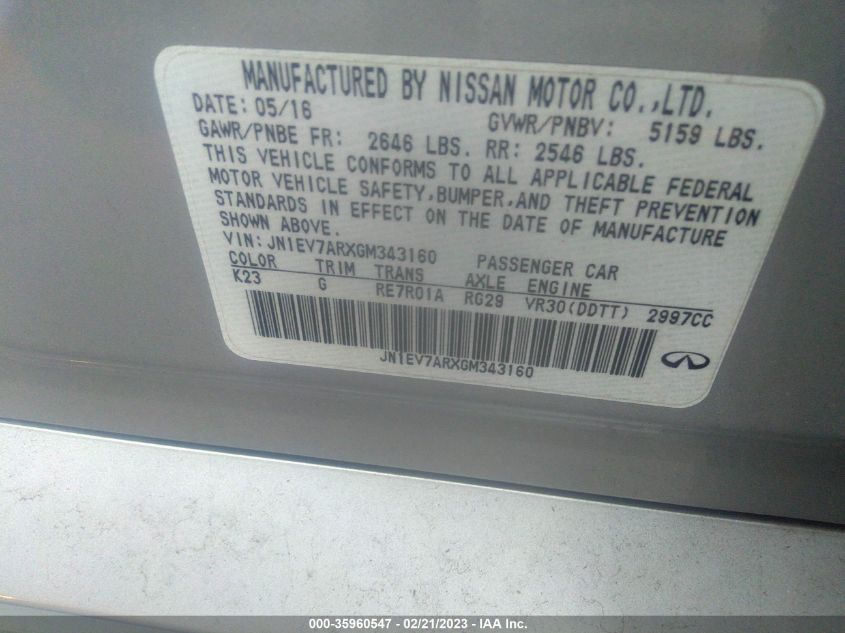 MANUFACTURED BY NISSAN MOTOR CO.,LTD.
DATE: 05/16 GVWR/PNBV: 5159 LBS.
GAWR/PNBE FR: 2646 LBS. RR: 2546 LBS.
THIS VEHICLE CONFORMS TO ALL APPLICABLE FEDERAL
MOTOR VEHICLE SAFETY,BUMPER,AND THEFT PREVENTION
STANDARDS IN EFFECT ON THE DATE OF MANUFACTURE
SHOWN ABOVE.
VIN:JN1EV7ARXGM343160 PASSENGER CAR
COLOR TRIM TRANS AXLE ENGINE
K23 G RE7R01A RG29 VR30(DDTT) 2997CC
JN1EV7ARXGM343160
000-35960547 - 02/21/2023 - IAA Inc.